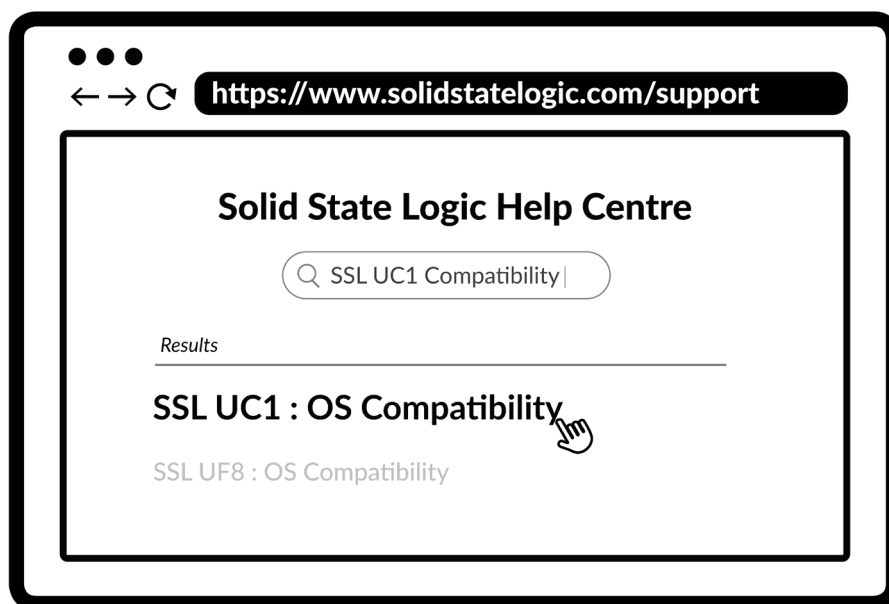 https://www.solidstatelogic.com/support
Solid State Logic Help Centre
SSL UC1 Compatibility
Results
SSL UC1 : OS Compatibility
SSL UF8 : OS Compatibility